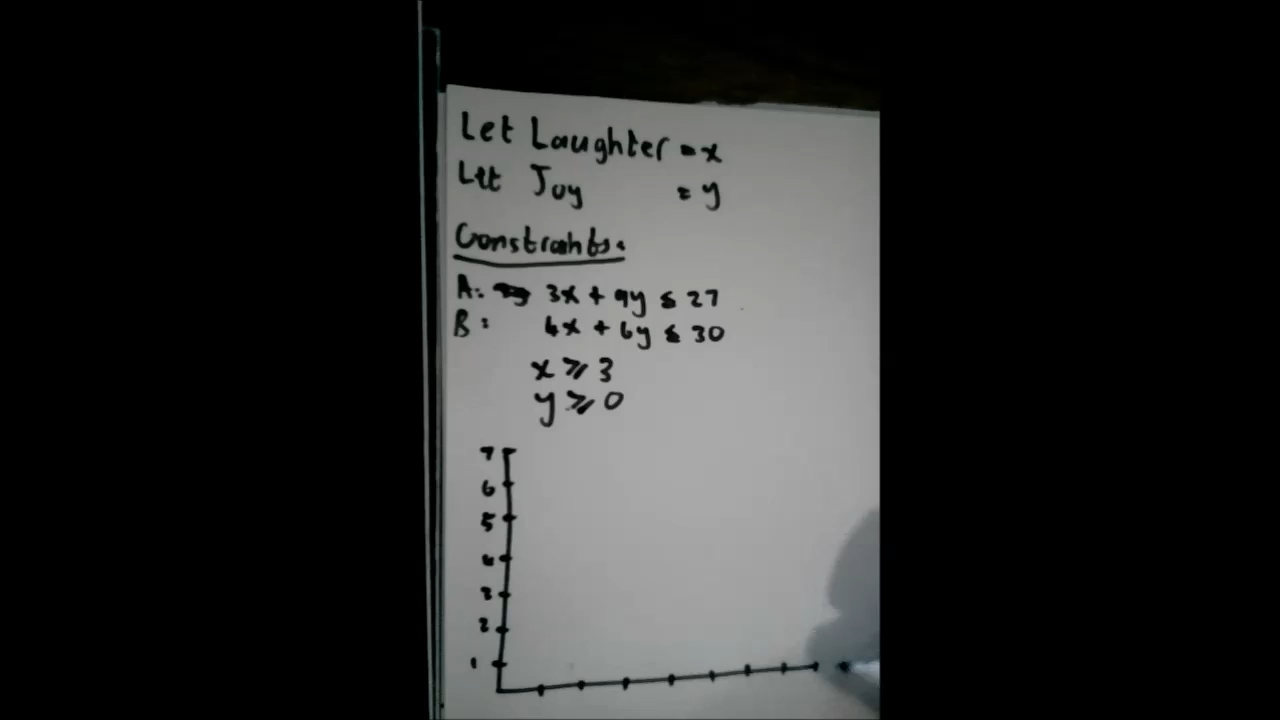 Let Laughter = x
Let Joy = y
Constraints:
A: 3x + 9y ≤ 27
B: 6x + 6y ≤ 30
x ≥ 3
y ≥ 0
7
6
5
4
3
2
1